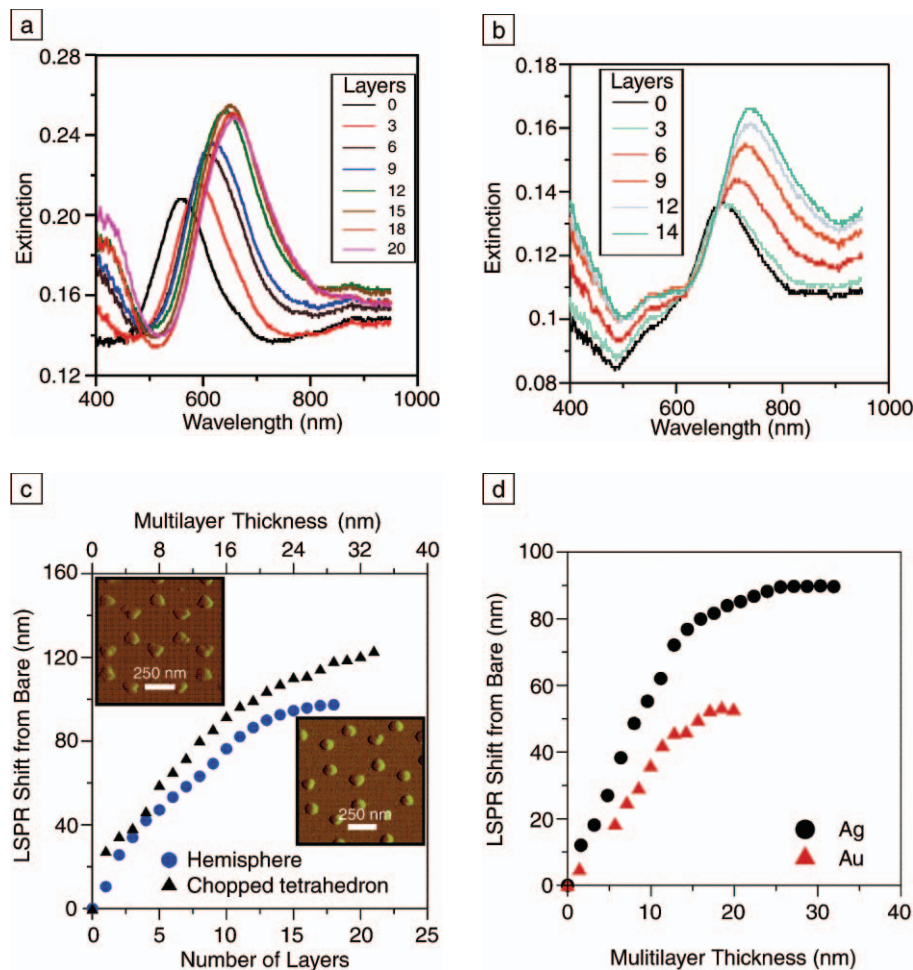 a
0.28
0.24
0.20
0.16
0.12
Extinction
Layers
0
3
6
9
12
15
18
20
400 600 800 1000
Wavelength (nm)
b
0.18
0.16
0.14
0.12
0.1
0.08
Extinction
Layers
0
3
6
9
12
14
400 600 800 1000
Wavelength (nm)
c
Multilayer Thickness (nm)
0 8 16 24 32 40
160
120
80
40
0
LSPR Shift from Bare (nm)
250 nm
250 nm
Hemisphere
Chopped tetrahedron
0 5 10 15 20 25
Number of Layers
d
100
80
60
40
20
0
LSPR Shift from Bare (nm)
Ag
Au
0 10 20 30 40
Mulitilayer Thickness (nm)